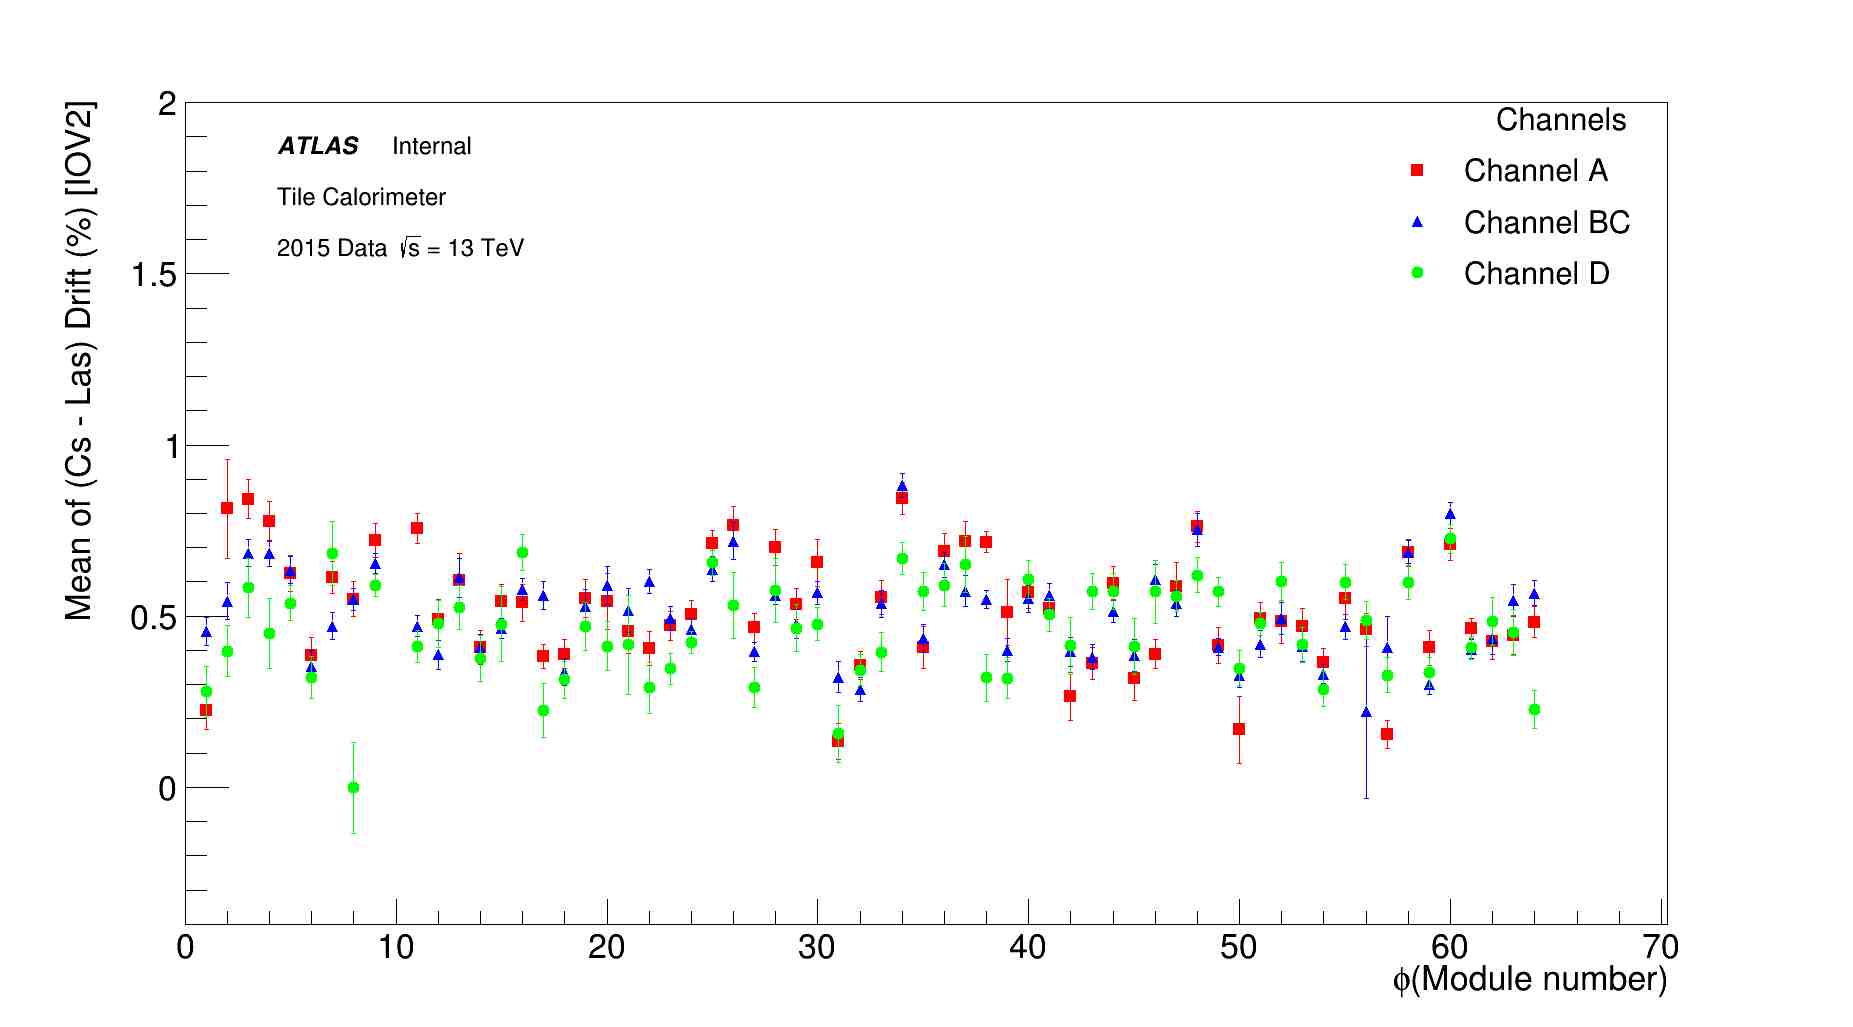 Mean of (Cs - Las) Drift (%) [IOV2]
2
1.5
1
0.5
0
ATLAS Internal
Tile Calorimeter
2015 Data √s = 13 TeV
Channels
Channel A
Channel BC
Channel D
0 10 20 30 40 50 60 70
ϕ(Module number)